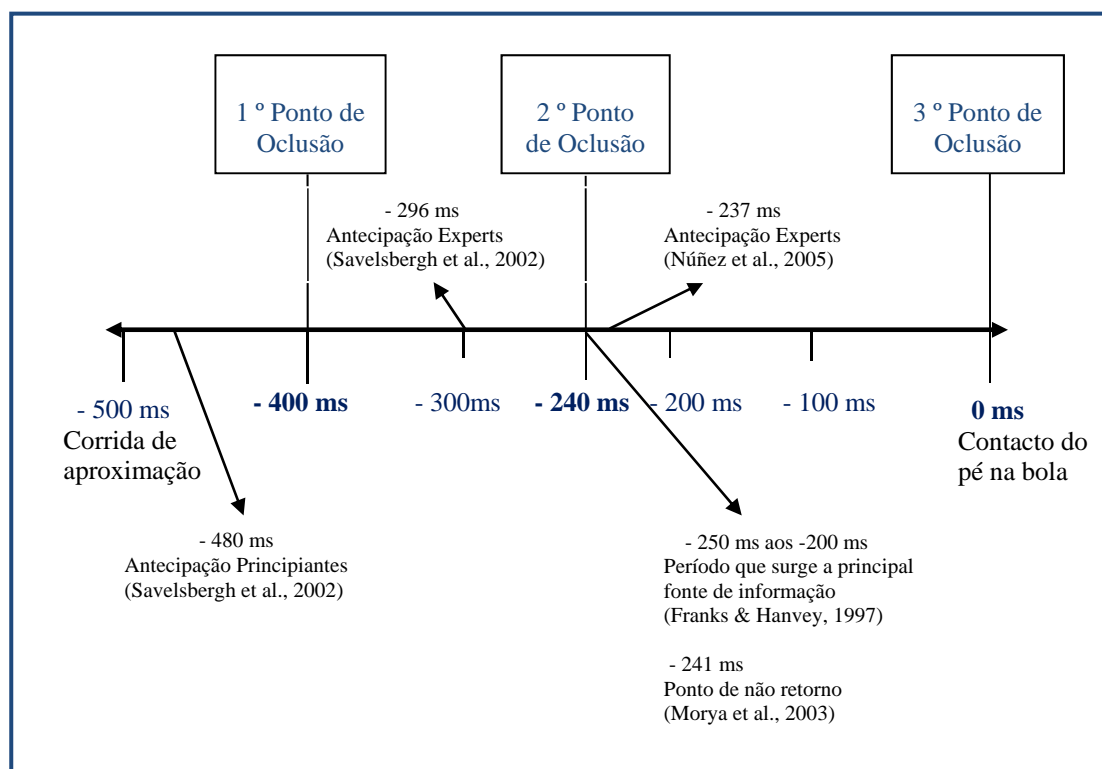 1 º Ponto de
Oclusão
2 º Ponto
de Oclusão
3 º Ponto de
Oclusão
- 296 ms
Antecipação Experts
(Savelsbergh et al., 2002)
- 237 ms
Antecipação Experts
(Núñez et al., 2005)
- 500 ms
Corrida de
aproximação
- 400 ms
- 300ms
- 240 ms
- 200 ms
- 100 ms
0 ms
Contacto do
pé na bola
- 480 ms
Antecipação Principiantes
(Savelsbergh et al., 2002)
- 250 ms aos -200 ms
Período que surge a principal
fonte de informação
(Franks & Hanvey, 1997)
- 241 ms
Ponto de não retorno
(Morya et al., 2003)